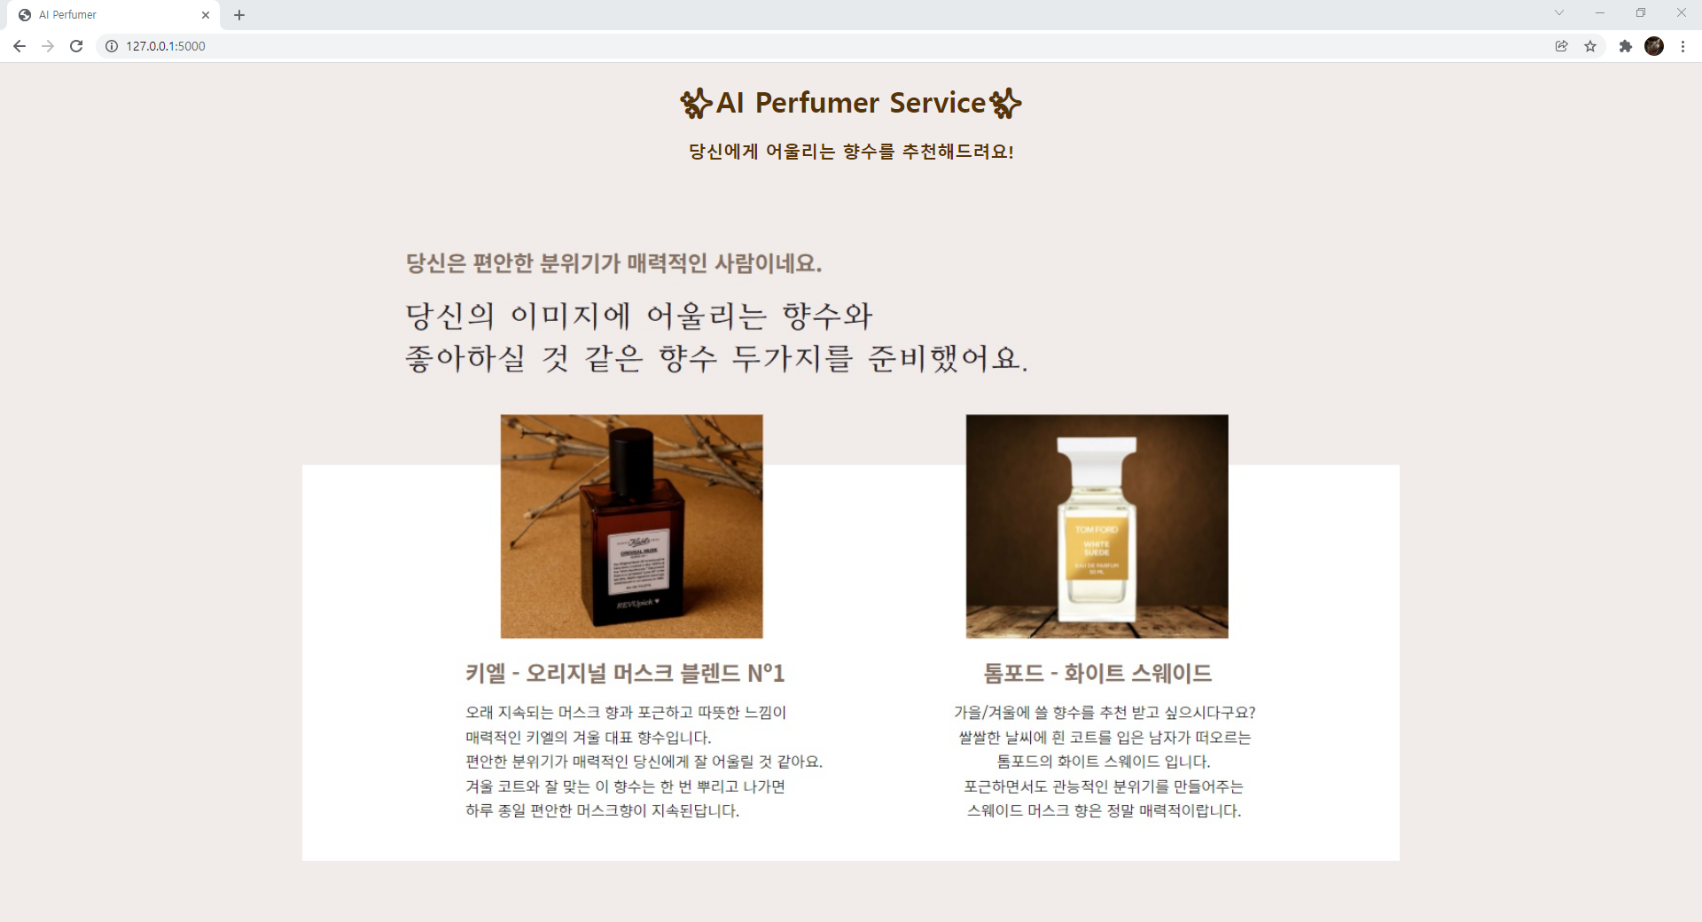 AI Perfumer
127.0.0.1:5000
✨AI Perfumer Service✨
당신에게 어울리는 향수를 추천해드려요!
당신은 편안한 분위기가 매력적인 사람이네요.
당신의 이미지에 어울리는 향수와
좋아하실 것 같은 향수 두가지를 준비했어요.
Kiehl's
ORIGINAL MUSK
REVUpick ♥
TOM FORD
WHITE
SUEDE
EAU DE PARFUM
50 ML
키엘 - 오리지널 머스크 블렌드 Nº1
오래 지속되는 머스크 향과 포근하고 따뜻한 느낌이
매력적인 키엘의 겨울 대표 향수입니다.
편안한 분위기가 매력적인 당신에게 잘 어울릴 것 같아요.
겨울 코트와 잘 맞는 이 향수는 한 번 뿌리고 나가면
하루 종일 편안한 머스크향이 지속된답니다.
톰포드 - 화이트 스웨이드
가을/겨울에 쓸 향수를 추천 받고 싶으시다구요?
쌀쌀한 날씨에 흰 코트를 입은 남자가 떠오르는
톰포드의 화이트 스웨이드 입니다.
포근하면서도 관능적인 분위기를 만들어주는
스웨이드 머스크 향은 정말 매력적이랍니다.